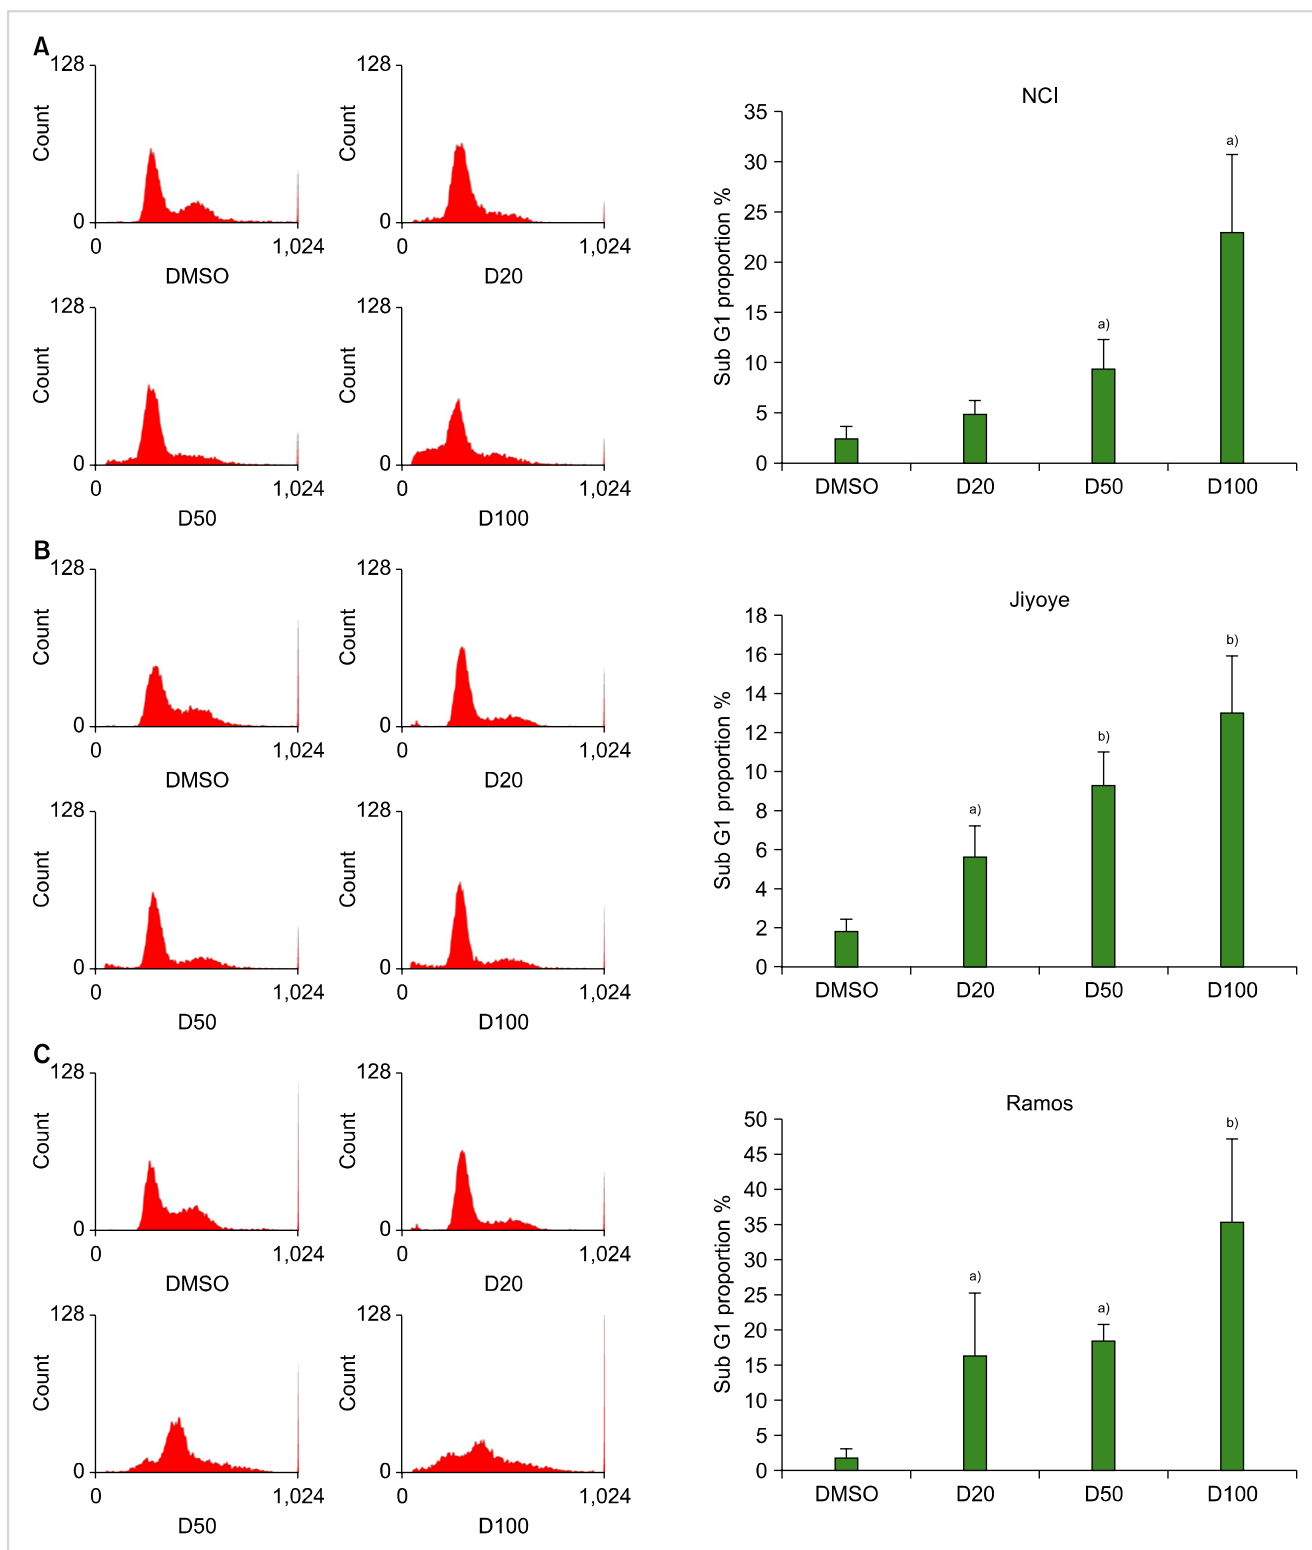 A
128
Count
0
0
1,024
DMSO
128
Count
0
0
1,024
D20
128
Count
0
0
1,024
D50
128
Count
0
0
1,024
D100
NCI
Sub G1 proportion %
35
30
25
20
15
10
5
0
a)
a)
DMSO
D20
D50
D100
B
128
Count
0
0
1,024
DMSO
128
Count
0
0
1,024
D20
128
Count
0
0
1,024
D50
128
Count
0
0
1,024
D100
Jiyoye
Sub G1 proportion %
18
16
14
12
10
8
6
4
2
0
a)
b)
b)
DMSO
D20
D50
D100
C
128
Count
0
0
1,024
DMSO
128
Count
0
0
1,024
D20
128
Count
0
0
1,024
D50
128
Count
0
0
1,024
D100
Ramos
Sub G1 proportion %
50
45
40
35
30
25
20
15
10
5
0
a)
a)
b)
DMSO
D20
D50
D100